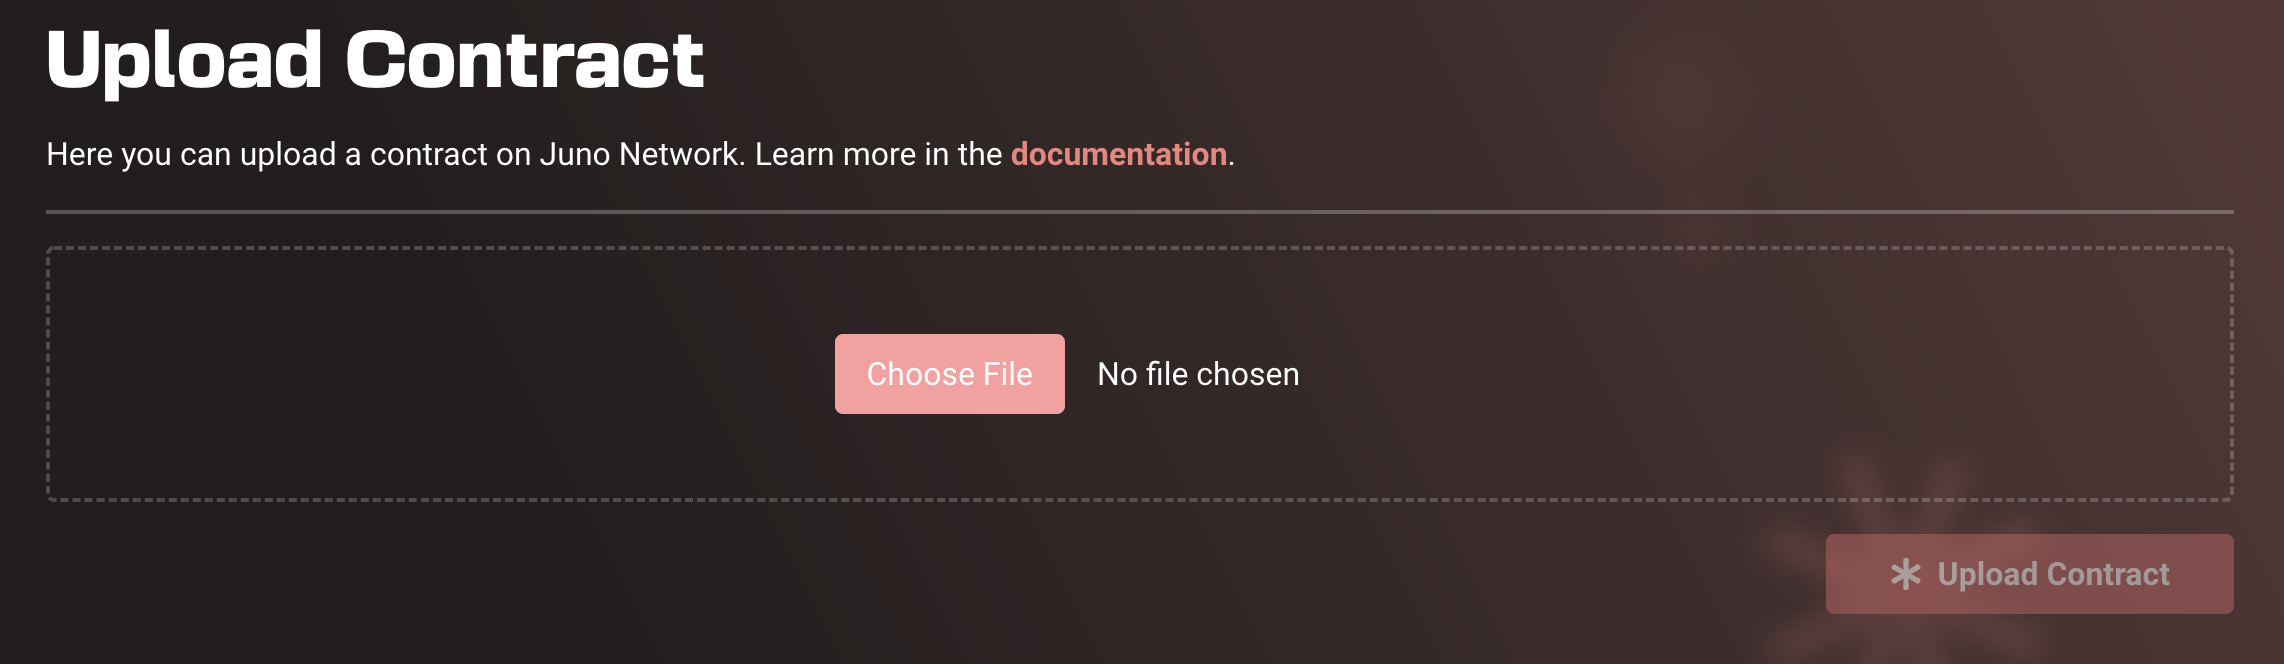 Upload Contract
Here you can upload a contract on Juno Network. Learn more in the documentation.
Choose File No file chosen
Upload Contract